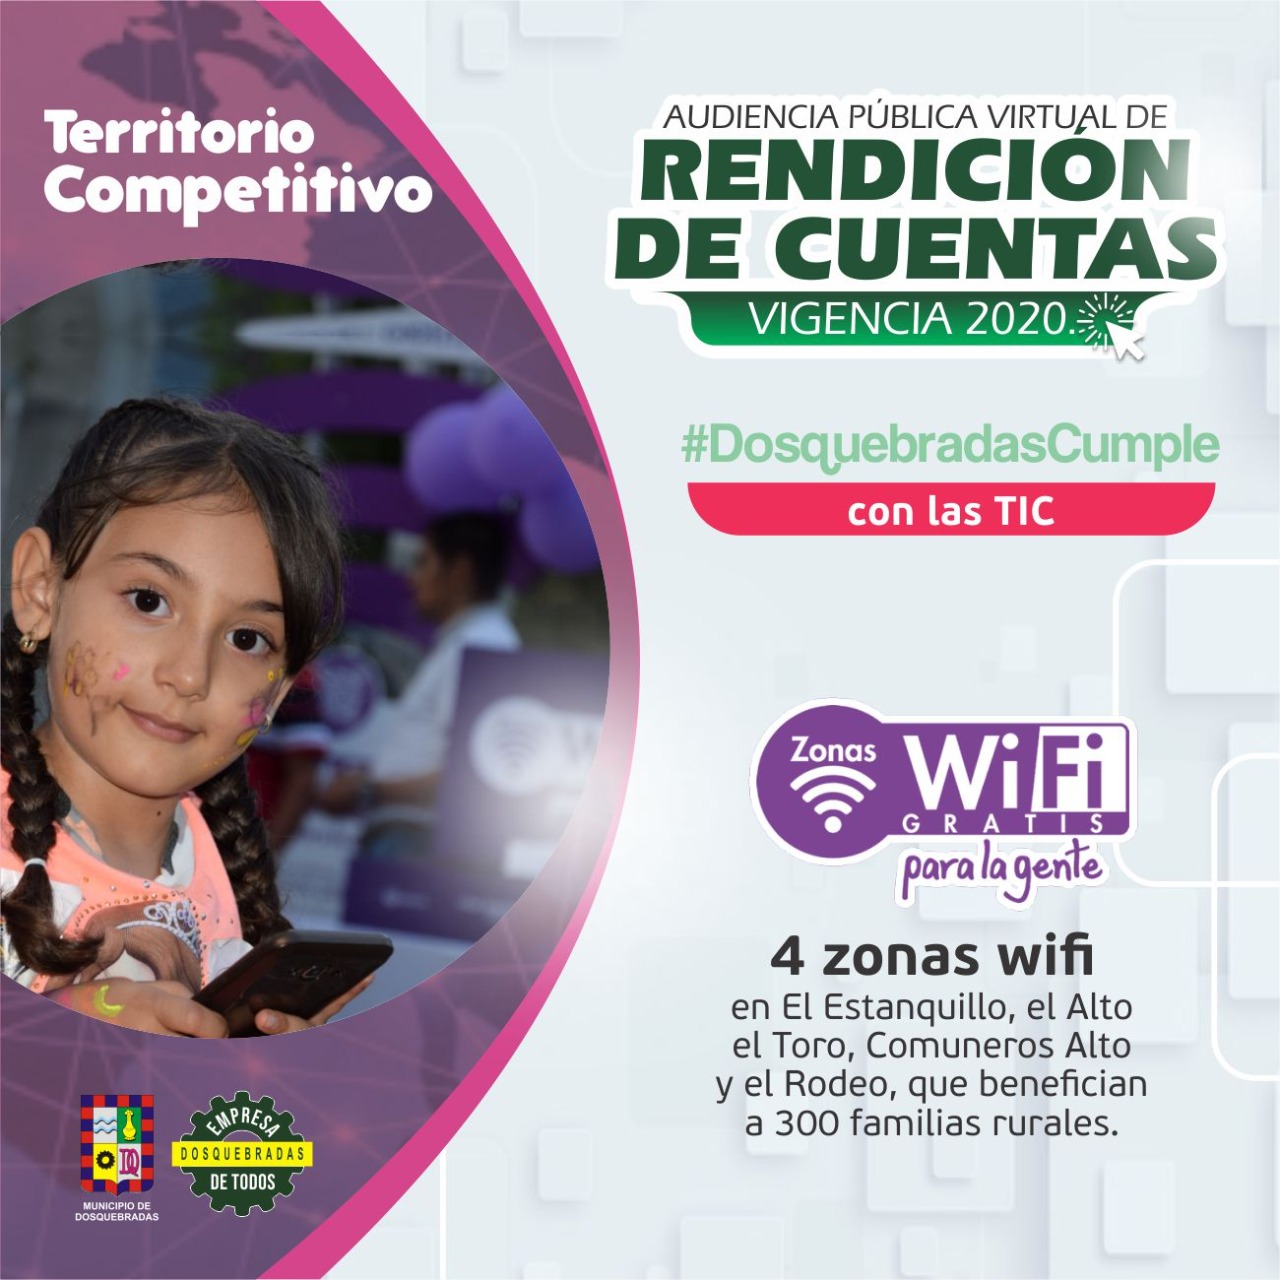 Territorio
Competitivo
AUDIENCIA PÚBLICA VIRTUAL DE
RENDICIÓN
DE CUENTAS
VIGENCIA 2020.
#DosquebradasCumple
con las TIC
Zonas
WiFi
GRATIS
para la gente
4 zonas wifi
en El Estanquillo, el Alto
el Toro, Comuneros Alto
y el Rodeo, que benefician
a 300 familias rurales.
MUNICIPIO DE
DOSQUEBRADAS
EMPRESA
DOSQUEBRADAS
DE TODOS